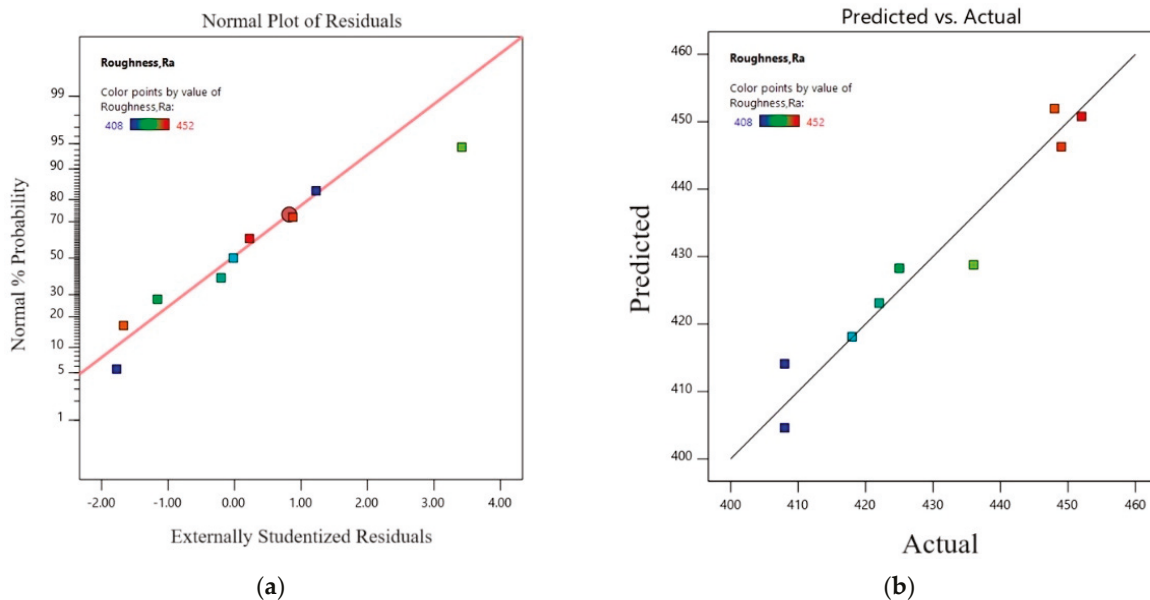 Normal Plot of Residuals
Roughness,Ra
Color points by value of
Roughness,Ra:
408 452
Normal % Probability
99
95
90
80
70
50
30
20
10
5
1
-2.00 -1.00 0.00 1.00 2.00 3.00 4.00
Externally Studentized Residuals
(a)
Predicted vs. Actual
Roughness,Ra
Color points by value of
Roughness,Ra:
408 452
Predicted
460
450
440
430
420
410
400
400 410 420 430 440 450 460
Actual
(b)